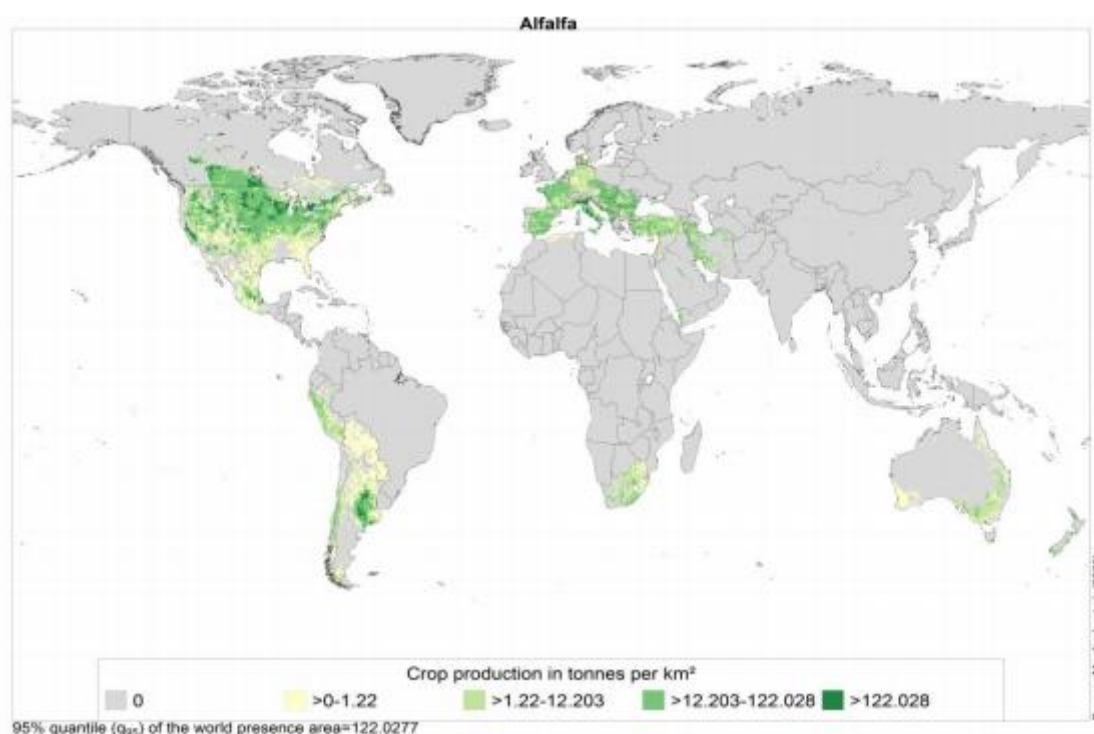 Alfalfa
Crop production in tonnes per km²
0 >0-1.22 >1.22-12.203 >12.203-122.028 >122.028
95% quantile (q₉₅) of the world presence area=122.0277